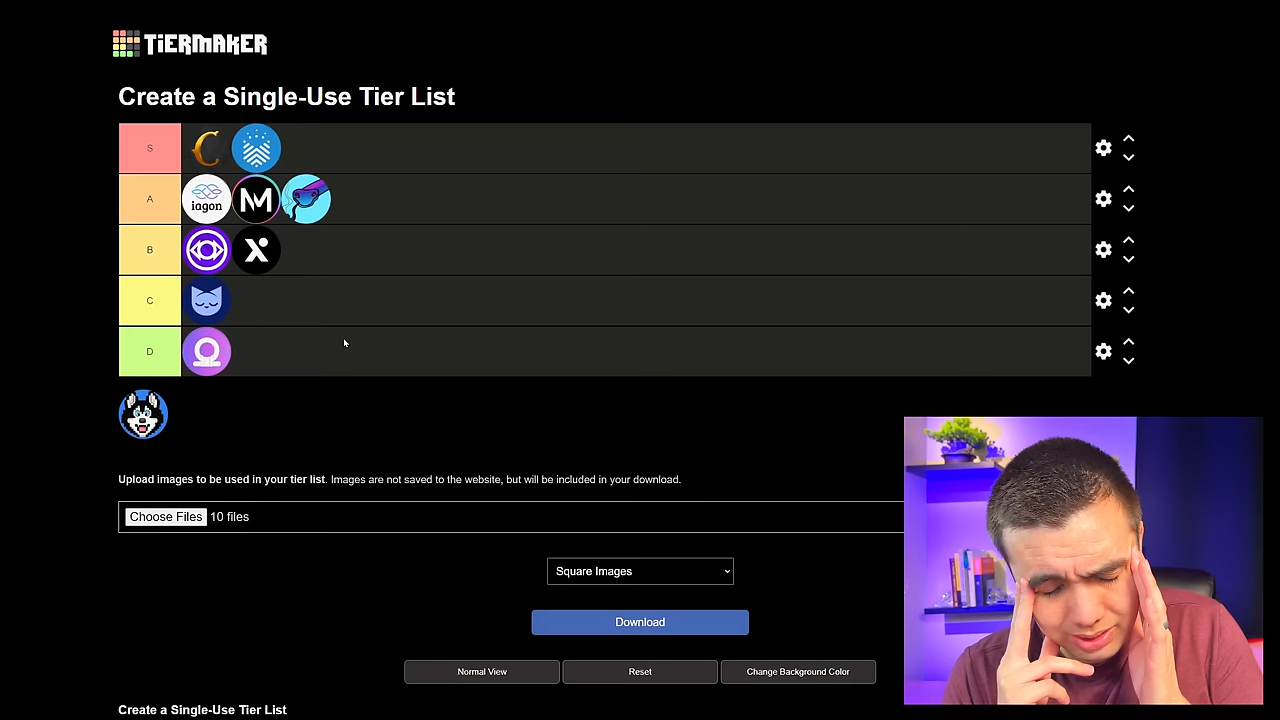 TiERMAKER
Create a Single-Use Tier List
S
A
iagon
B
C
D
Upload images to be used in your tier list. Images are not saved to the website, but will be included in your download.
Choose Files 10 files
Square Images
Download
Normal View Reset Change Background Color
Create a Single-Use Tier List